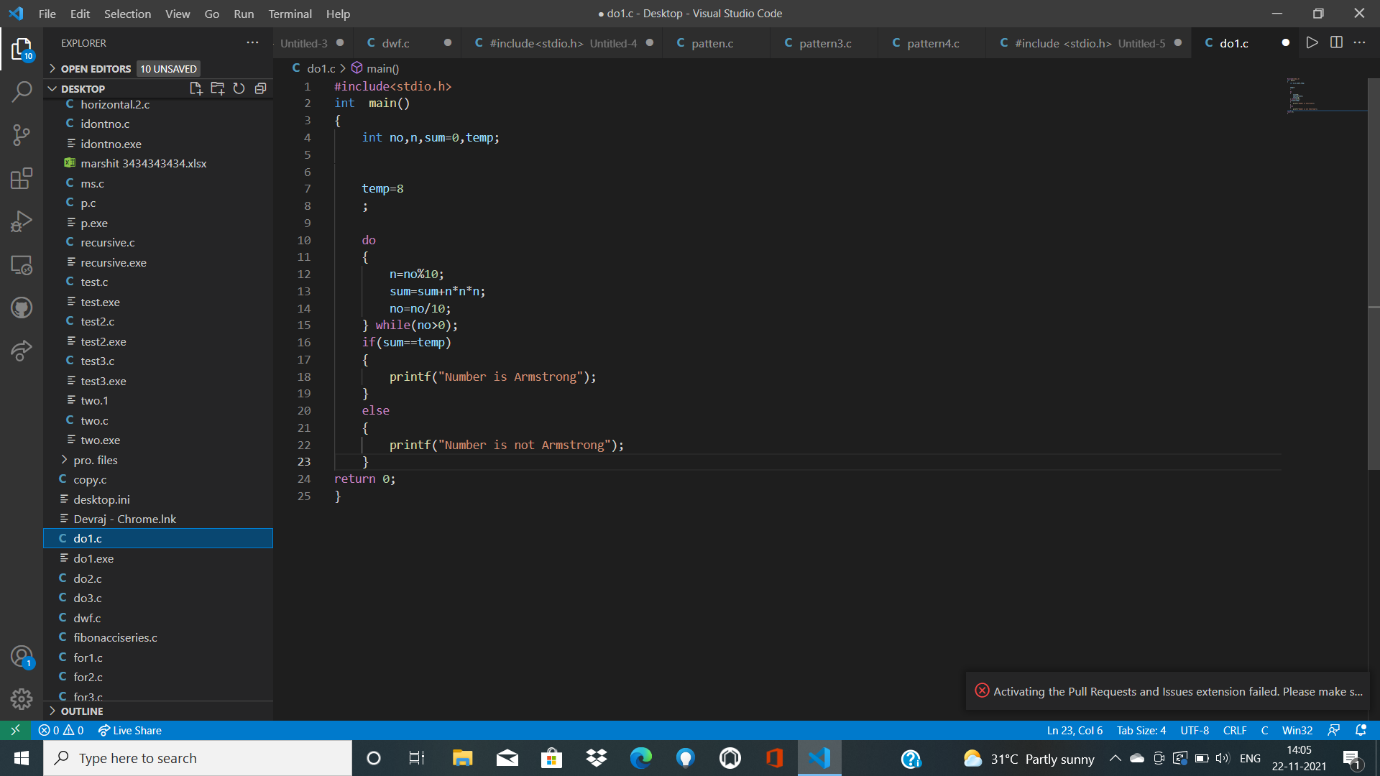 File Edit Selection View Go Run Terminal Help
● do1.c - Desktop - Visual Studio Code
EXPLORER
Untitled-3
C dwf.c
C #include<stdio.h> Untitled-4
C patten.c
C pattern3.c
C pattern4.c
C #include <stdio.h> Untitled-5
C do1.c
10
OPEN EDITORS 10 UNSAVED
DESKTOP
C horizontal.2.c
C idontno.c
idontno.exe
marshit 3434343434.xlsx
C ms.c
C p.c
p.exe
C recursive.c
recursive.exe
C test.c
test.exe
C test2.c
test2.exe
C test3.c
test3.exe
two.1
C two.c
two.exe
pro. files
C copy.c
desktop.ini
Devraj - Chrome.lnk
C do1.c
do1.exe
C do2.c
C do3.c
C dwf.c
C fibonacciseries.c
C for1.c
C for2.c
C for3.c
OUTLINE
1
C do1.c > main()
1 #include<stdio.h>
2 int  main()
3 {
4     int no,n,sum=0,temp;
5
6
7     temp=8
8     ;
9
10     do
11     {
12         n=no%10;
13         sum=sum+n*n*n;
14         no=no/10;
15     } while(no>0);
16     if(sum==temp)
17     {
18         printf("Number is Armstrong");
19     }
20     else
21     {
22         printf("Number is not Armstrong");
23     }
24 return 0;
25 }
Activating the Pull Requests and Issues extension failed. Please make s...
0 0 Live Share
Ln 23, Col 6 Tab Size: 4 UTF-8 CRLF C Win32
Type here to search
31°C Partly sunny
ENG
14:05
22-11-2021
1